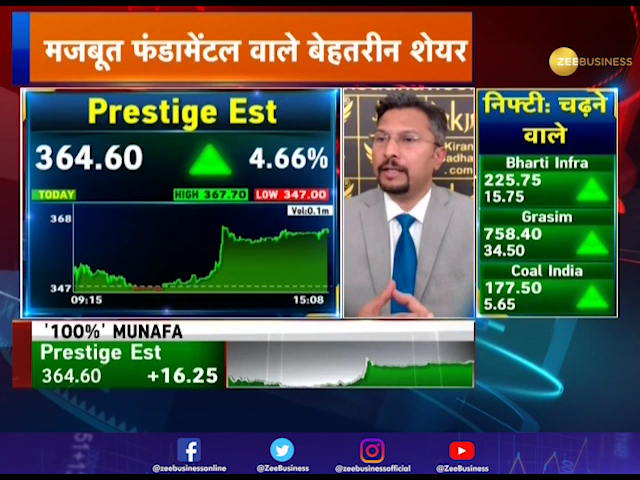 मजबूत फंडामेंटल वाले बेहतरीन शेयर
ZEEBUSINESS
Prestige Est
364.60 4.66%
TODAY HIGH 367.70 LOW 347.00
Vol:0.1m
368
347
09:15 15:08
Kiran
adha
.com
निफ्टी: चढ़ने
वाले
Bharti Infra
225.75
15.75
Grasim
758.40
34.50
Coal India
177.50
5.65
'100%' MUNAFA
Prestige Est
364.60 +16.25
@zeebusinessonline @ZeeBusiness @zeebusinessofficial @ZeeBusiness